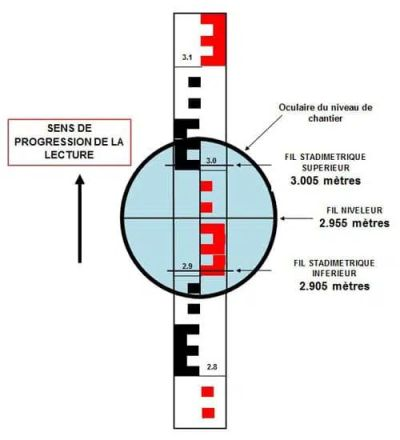 3.1
Oculaire du niveau de
chantier
SENS DE
PROGRESSION DE LA
LECTURE
3.0
FIL STADIMETRIQUE
SUPERIEUR
3.005 mètres
FIL NIVELEUR
2.955 mètres
2.9
FIL STADIMETRIQUE
INFERIEUR
2.905 mètres
2.8